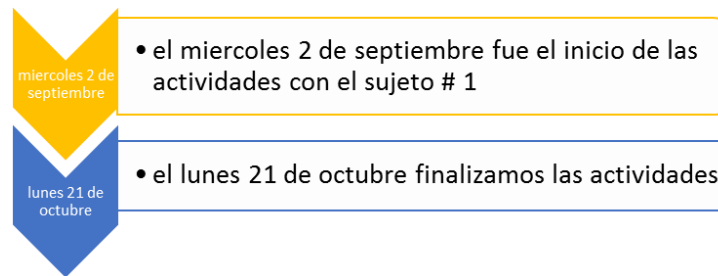 miercoles 2 de
septiembre
• el miercoles 2 de septiembre fue el inicio de las
actividades con el sujeto # 1
lunes 21 de
octubre
• el lunes 21 de octubre finalizamos las actividades